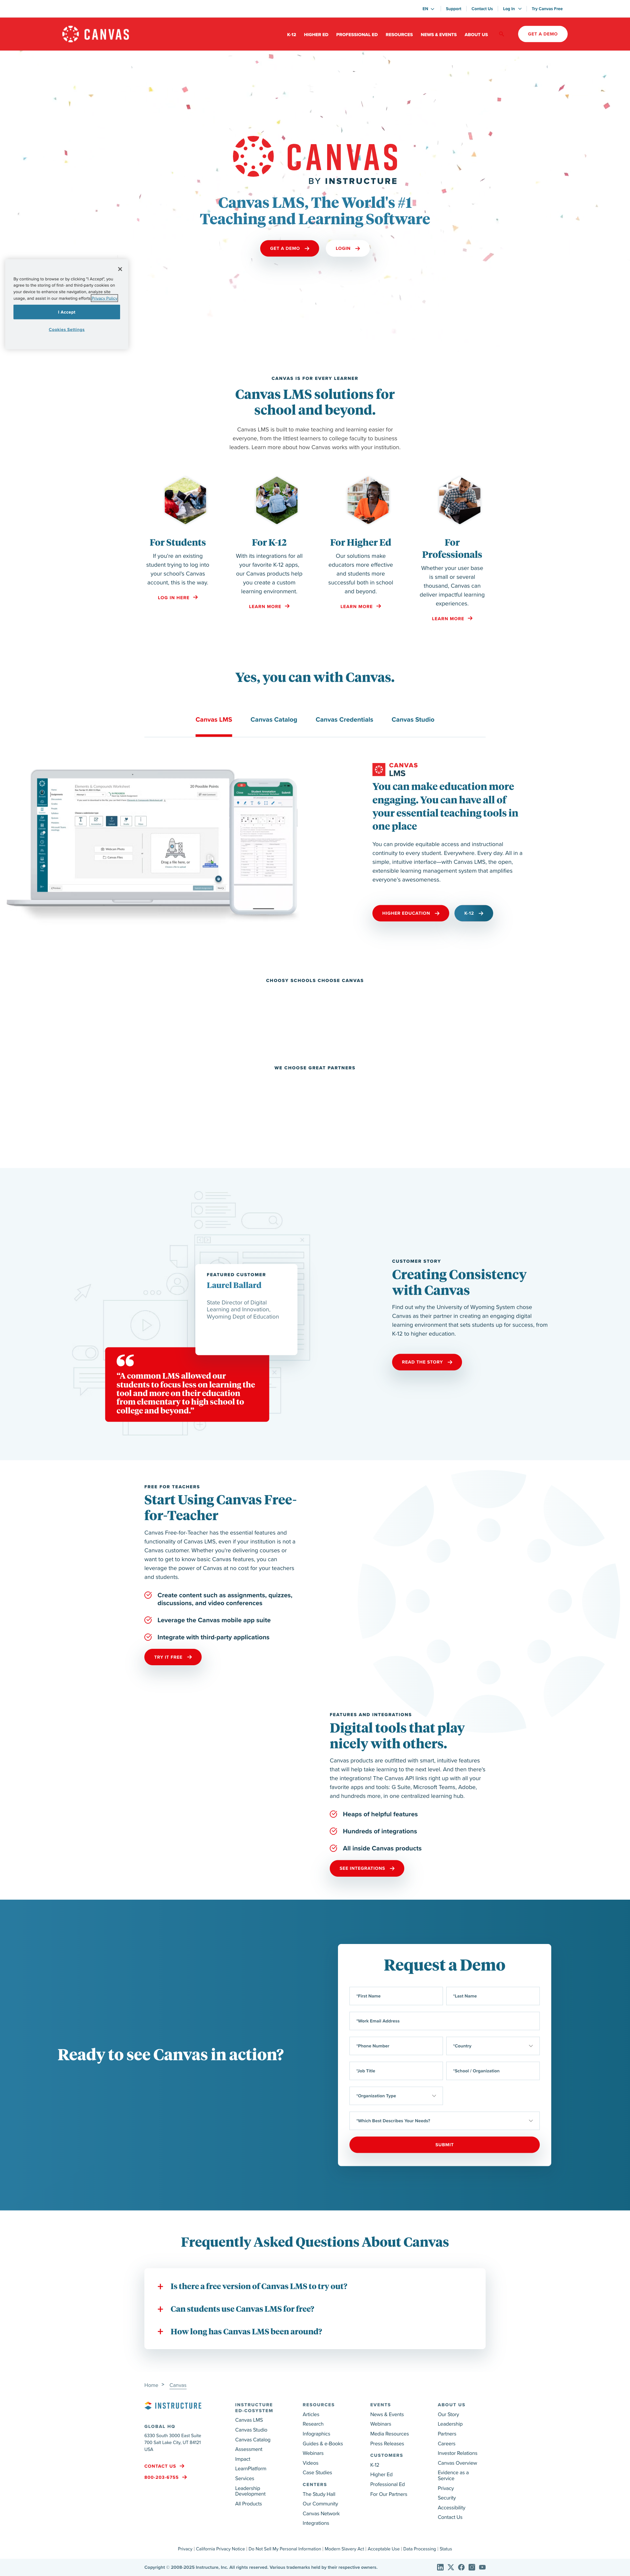 EN
Support
Contact Us
Log In
Try Canvas Free
CANVAS
K-12
HIGHER ED
PROFESSIONAL ED
RESOURCES
NEWS & EVENTS
ABOUT US
GET A DEMO
CANVAS
BY INSTRUCTURE
Canvas LMS, The World's #1
Teaching and Learning Software
GET A DEMO
LOGIN
By continuing to browse or by clicking "I Accept", you
agree to the storing of first- and third-party cookies on
your device to enhance site navigation, analyze site
usage, and assist in our marketing efforts. Privacy Policy
I Accept
Cookies Settings
CANVAS IS FOR EVERY LEARNER
Canvas LMS solutions for
school and beyond.
Canvas LMS is built to make teaching and learning easier for
everyone, from the littlest learners to college faculty to business
leaders. Learn more about how Canvas works with your institution.
For Students
If you're an existing
student trying to log into
your school's Canvas
account, this is the way.
LOG IN HERE
For K-12
With its integrations for all
your favorite K-12 apps,
our Canvas products help
you create a custom
learning environment.
LEARN MORE
For Higher Ed
Our solutions make
educators more effective
and students more
successful both in school
and beyond.
LEARN MORE
For
Professionals
Whether your user base
is small or several
thousand, Canvas can
deliver impactful learning
experiences.
LEARN MORE
Yes, you can with Canvas.
Canvas LMS
Canvas Catalog
Canvas Credentials
Canvas Studio
CANVAS
LMS
You can make education more
engaging. You can have all of
your essential teaching tools in
one place
You can provide equitable access and instructional
continuity to every student. Everywhere. Every day. All in a
simple, intuitive interface—with Canvas LMS, the open,
extensible learning management system that amplifies
everyone's awesomeness.
HIGHER EDUCATION
K-12
CHOOSY SCHOOLS CHOOSE CANVAS
WE CHOOSE GREAT PARTNERS
FEATURED CUSTOMER
Laurel Ballard
State Director of Digital
Learning and Innovation,
Wyoming Dept of Education
"A common LMS allowed our
students to focus less on learning the
tool and more on their education
from elementary to high school to
college and beyond."
CUSTOMER STORY
Creating Consistency
with Canvas
Find out why the University of Wyoming System chose
Canvas as their partner in creating an engaging digital
learning environment that sets students up for success, from
K-12 to higher education.
READ THE STORY
FREE FOR TEACHERS
Start Using Canvas Free-
for-Teacher
Canvas Free-for-Teacher has the essential features and
functionality of Canvas LMS, even if your institution is not a
Canvas customer. Whether you're delivering courses or
want to get to know basic Canvas features, you can
leverage the power of Canvas at no cost for your teachers
and students.
Create content such as assignments, quizzes,
discussions, and video conferences
Leverage the Canvas mobile app suite
Integrate with third-party applications
TRY IT FREE
FEATURES AND INTEGRATIONS
Digital tools that play
nicely with others.
Canvas products are outfitted with smart, intuitive features
that will help take learning to the next level. And then there's
the integrations! The Canvas API links right up with all your
favorite apps and tools: G Suite, Microsoft Teams, Adobe,
and hundreds more, in one centralized learning hub.
Heaps of helpful features
Hundreds of integrations
All inside Canvas products
SEE INTEGRATIONS
Ready to see Canvas in action?
Request a Demo
*First Name
*Last Name
*Work Email Address
*Phone Number
*Country
*Job Title
*School / Organization
*Organization Type
*Which Best Describes Your Needs?
SUBMIT
Frequently Asked Questions About Canvas
Is there a free version of Canvas LMS to try out?
Can students use Canvas LMS for free?
How long has Canvas LMS been around?
Home > Canvas
INSTRUCTURE
GLOBAL HQ
6330 South 3000 East Suite
700 Salt Lake City, UT 84121
USA
CONTACT US
800-203-6755
INSTRUCTURE
ED-COSYSTEM
Canvas LMS
Canvas Studio
Canvas Catalog
Assessment
Impact
LearnPlatform
Services
Leadership
Development
All Products
RESOURCES
Articles
Research
Infographics
Guides & e-Books
Webinars
Videos
Case Studies
CENTERS
The Study Hall
Our Community
Canvas Network
Integrations
EVENTS
News & Events
Webinars
Media Resources
Press Releases
CUSTOMERS
K-12
Higher Ed
Professional Ed
For Our Partners
ABOUT US
Our Story
Leadership
Partners
Careers
Investor Relations
Canvas Overview
Evidence as a
Service
Privacy
Security
Accessibility
Contact Us
Privacy | California Privacy Notice | Do Not Sell My Personal Information | Modern Slavery Act | Acceptable Use | Data Processing | Status
Copyright © 2008-2025 Instructure, Inc. All rights reserved. Various trademarks held by their respective owners.